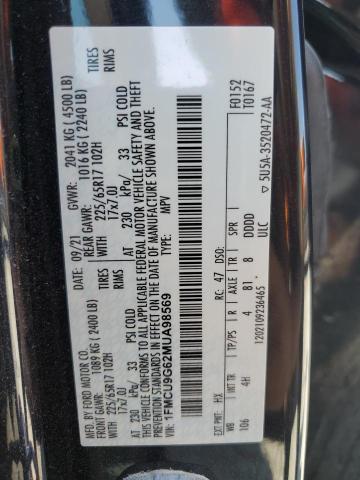 MFD. BY FORD MOTOR CO.
DATE: 09/21 GVWR: 2041 KG ( 4500 LB)
FRONT GAWR: 1089 KG ( 2400 LB) REAR GAWR: 1016 KG ( 2240 LB)
225/65R17 102H TIRES 225/65R17 102H TIRES
17x7.0J RIMS 17x7.0J RIMS
AT 230 kPa/ 33 PSI COLD AT 230 kPa/ 33 PSI COLD
THIS VEHICLE CONFORMS TO ALL APPLICABLE FEDERAL MOTOR VEHICLE SAFETY AND THEFT
PREVENTION STANDARDS IN EFFECT ON THE DATE OF MANUFACTURE SHOWN ABOVE.
VIN: 1FMCU9G62MUA98569 F0152
TYPE: MPV T0167
EXT PNT: HX RC: 47 DSO:
WB INT TR TP/PS R AXLE TR SPR
106 4H 4 81 8 DDDD
ULC
1202109236465 5U5A-3520472-AA